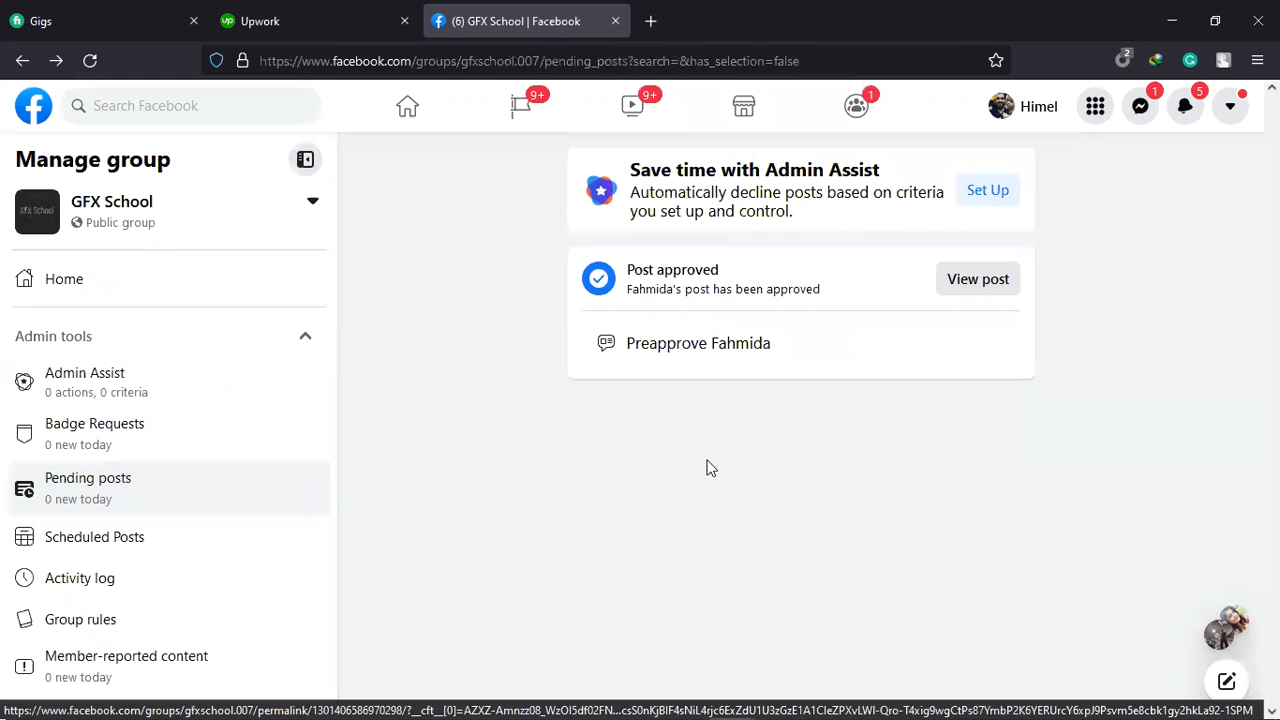 Gigs
Upwork
(6) GFX School | Facebook
https://www.facebook.com/groups/gfxschool.007/pending_posts?search=&has_selection=false
2
Search Facebook
9+
9+
1
Himel
1
5
Manage group
GFX School
GFX School
Public group
Home
Admin tools
Admin Assist
0 actions, 0 criteria
Badge Requests
0 new today
Pending posts
0 new today
Scheduled Posts
Activity log
Group rules
Member-reported content
0 new today
Save time with Admin Assist
Automatically decline posts based on criteria
you set up and control.
Set Up
Post approved
Fahmida's post has been approved
View post
Preapprove Fahmida